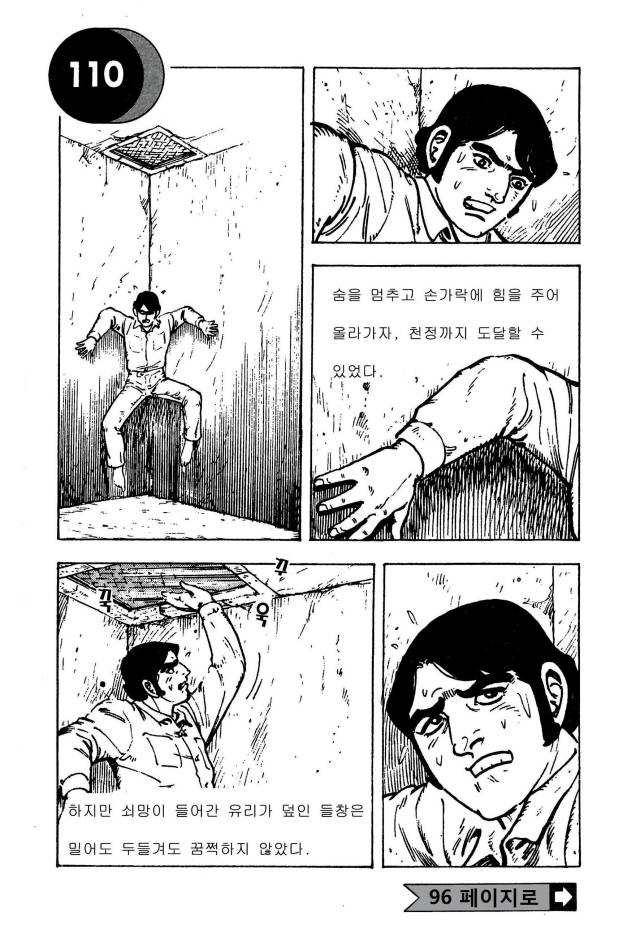 110
숨을 멈추고 손가락에 힘을 주어
올라가자, 천정까지 도달할 수
있었다.
꾸
꾹
욱
하지만 쇠망이 들어간 유리가 덮인 들창은
밀어도 두들겨도 꿈쩍하지 않았다.
96 페이지로